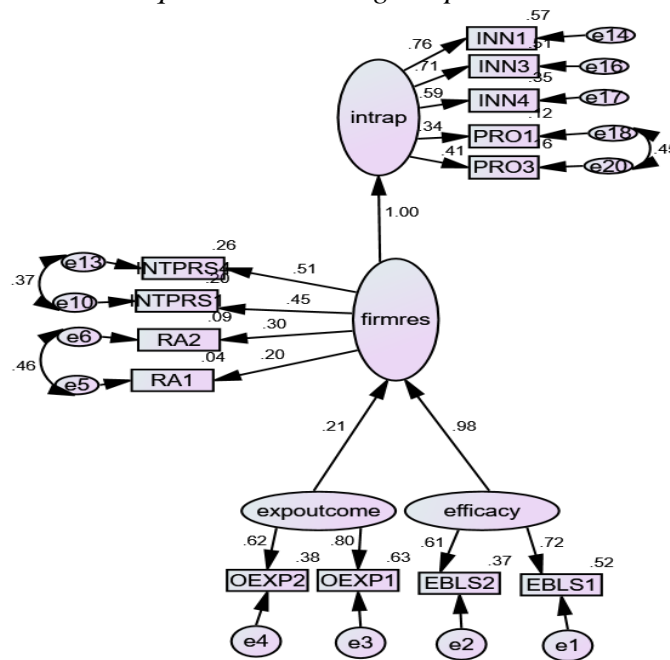 .57
.76 INN1 e14
.51
.71 INN3 e16
.35
.59 INN4 e17
.12
intrap .34 PRO1 e18
.41 PRO3 e20 .45
1.00
.26
e13 NTPRS4 .51
.37 .20
e10 NTPRS1 .45
.09 firmres
e6 RA2 .30
.46 .04 .20
e5 RA1
.21 .98
expoutcome efficacy
.62 .80 .61 .72
.38 .63 .37 .52
OEXP2 OEXP1 EBLS2 EBLS1
e4 e3 e2 e1